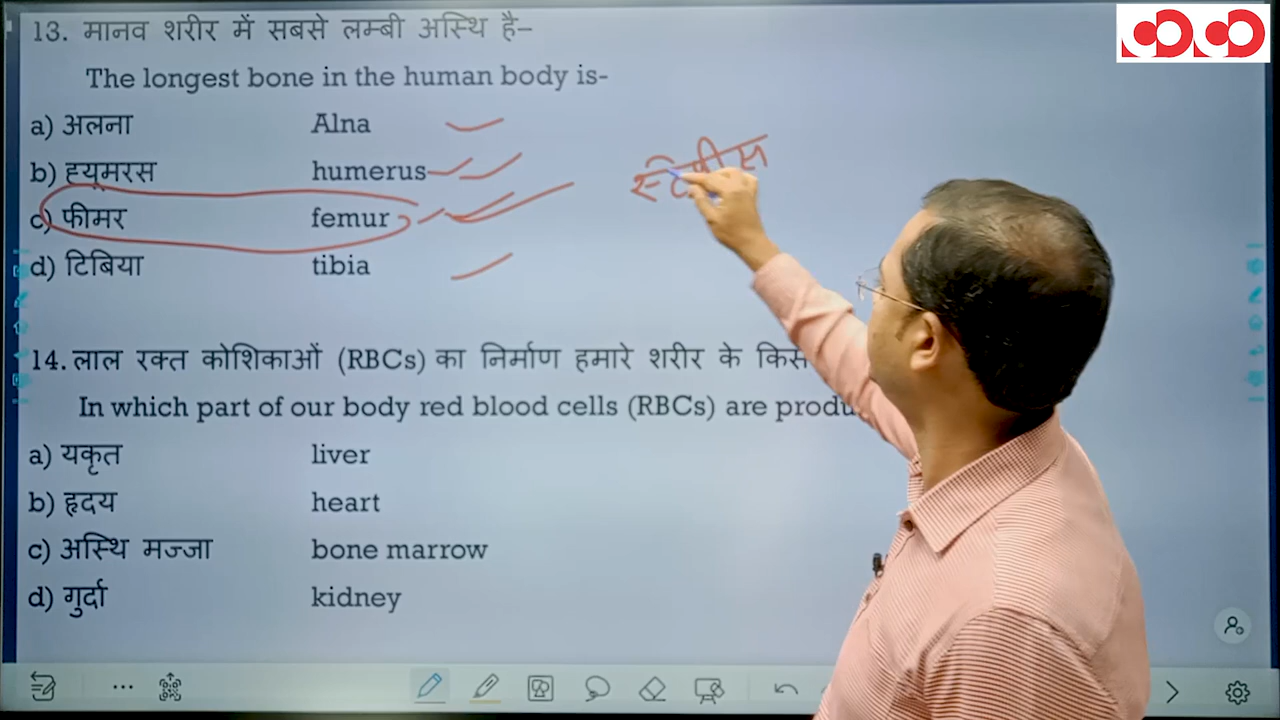 13. मानव शरीर में सबसे लम्बी अस्थि है–
The longest bone in the human body is-
a) अलना Alna
b) ह्यूमरस humerus
c) फीमर femur
d) टिबिया tibia
स्टेपीस
14. लाल रक्त कोशिकाओं (RBCs) का निर्माण हमारे शरीर के किस
In which part of our body red blood cells (RBCs) are
a) यकृत liver
b) हृदय heart
c) अस्थि मज्जा bone marrow
d) गुर्दा kidney